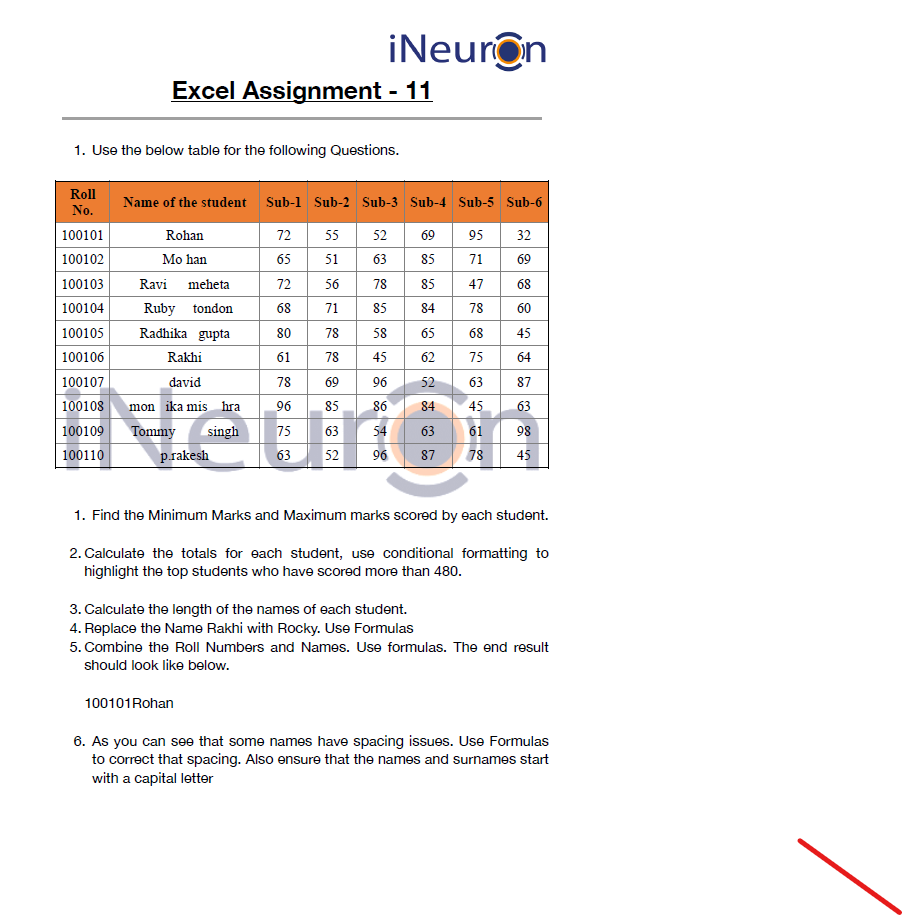 iNeuron
Excel Assignment - 11
1. Use the below table for the following Questions.
Roll No. Name of the student Sub-1 Sub-2 Sub-3 Sub-4 Sub-5 Sub-6
100101 Rohan 72 55 52 69 95 32
100102 Mo han 65 51 63 85 71 69
100103 Ravi meheta 72 56 78 85 47 68
100104 Ruby tondon 68 71 85 84 78 60
100105 Radhika gupta 80 78 58 65 68 45
100106 Rakhi 61 78 45 62 75 64
100107 david 78 69 96 52 63 87
100108 mon ika mis hra 96 85 86 84 45 63
100109 Tommy singh 75 63 54 63 61 98
100110 p.rakesh 63 52 96 87 78 45
iNeuron
1. Find the Minimum Marks and Maximum marks scored by each student.
2. Calculate the totals for each student, use conditional formatting to
highlight the top students who have scored more than 480.
3. Calculate the length of the names of each student.
4. Replace the Name Rakhi with Rocky. Use Formulas
5. Combine the Roll Numbers and Names. Use formulas. The end result
should look like below.
100101Rohan
6. As you can see that some names have spacing issues. Use Formulas
to correct that spacing. Also ensure that the names and surnames start
with a capital letter